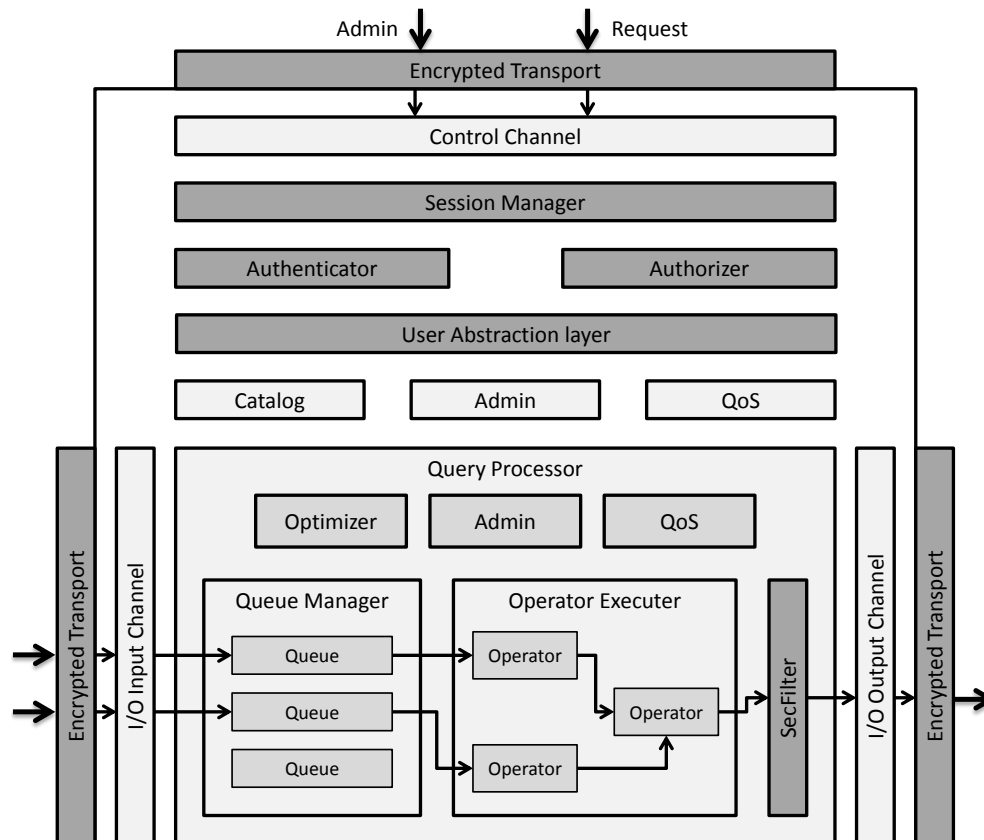 Admin
Request
Encrypted Transport
Control Channel
Session Manager
Authenticator
Authorizer
User Abstraction layer
Catalog
Admin
QoS
Query Processor
Optimizer
Admin
QoS
Encrypted Transport
I/O Input Channel
Queue Manager
Queue
Queue
Queue
Operator Executer
Operator
Operator
Operator
SecFilter
I/O Output Channel
Encrypted Transport